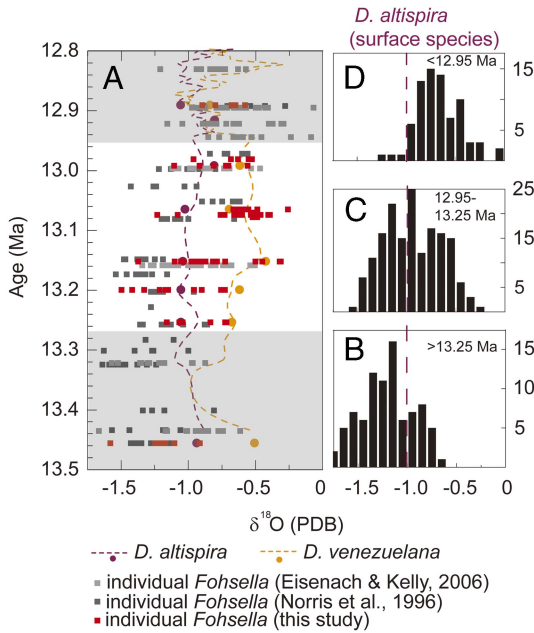 D. altispira
(surface species)
12.8
12.9
13.0
13.1
13.2
13.3
13.4
13.5
Age (Ma)
A
-1.5
-1.0
-0.5
0
D
<12.95 Ma
15
10
5
C
12.95-
13.25 Ma
25
15
5
B
>13.25 Ma
15
10
5
-1.5
-1.0
-0.5
0
δ18O (PDB)
D. altispira
D. venezuelana
individual Fohsella (Eisenach & Kelly, 2006)
individual Fohsella (Norris et al., 1996)
individual Fohsella (this study)